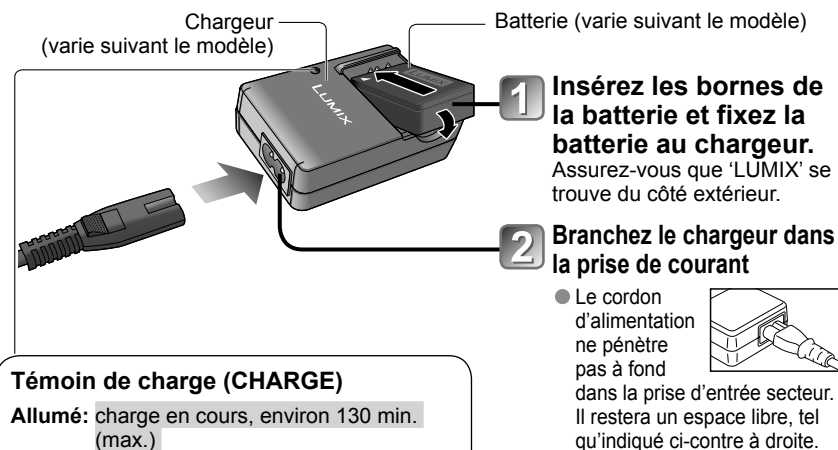 Chargeur
(varie suivant le modèle)
Batterie (varie suivant le modèle)
LUMIX
LUMIX
1 Insérez les bornes de
la batterie et fixez la
batterie au chargeur.
Assurez-vous que ‘LUMIX’ se
trouve du côté extérieur.
2 Branchez le chargeur dans
la prise de courant
● Le cordon
d’alimentation
ne pénètre
pas à fond
dans la prise d’entrée secteur.
Il restera un espace libre, tel
qu’indiqué ci-contre à droite.
Témoin de charge (CHARGE)
Allumé: charge en cours, environ 130 min.
(max.)